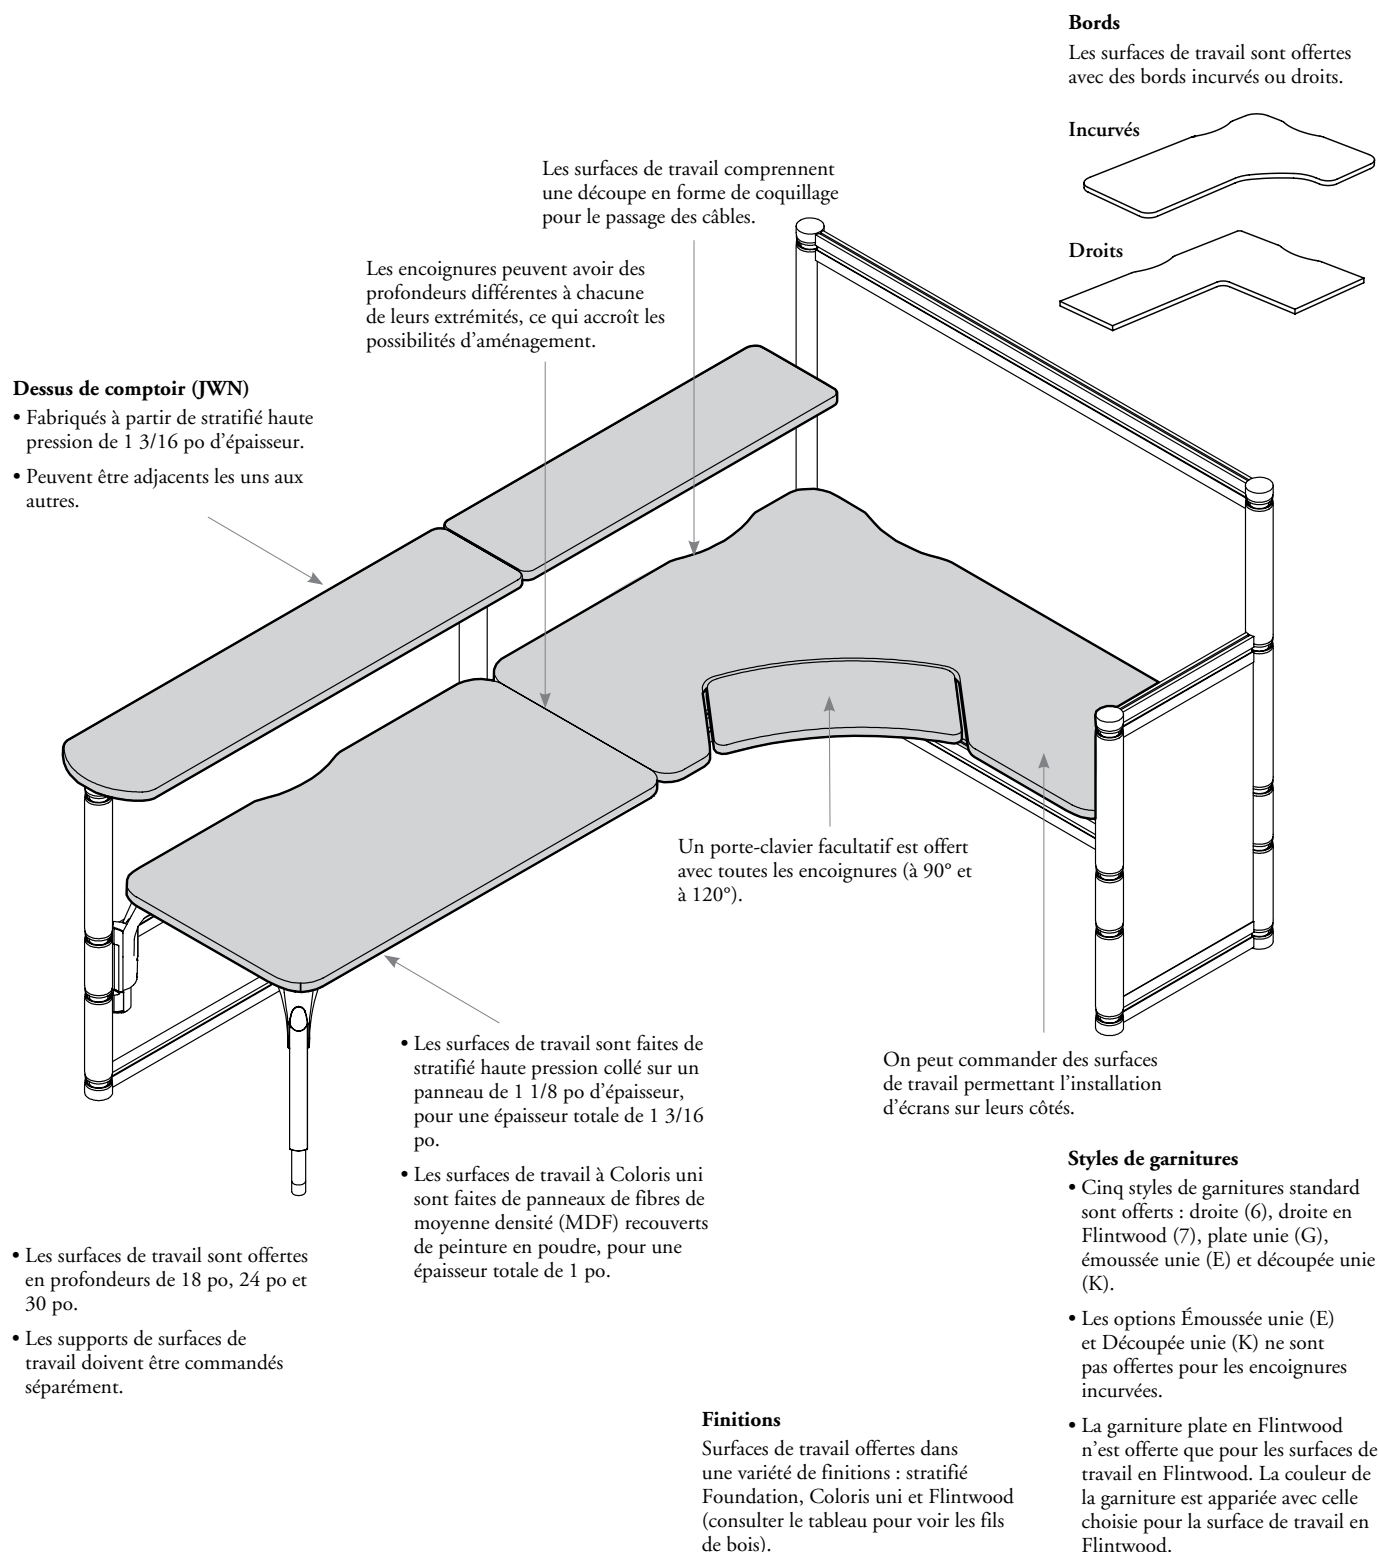 Bords
Les surfaces de travail sont offertes
avec des bords incurvés ou droits.
Incurvés
Droits
Les surfaces de travail comprennent
une découpe en forme de coquillage
pour le passage des câbles.
Les encoignures peuvent avoir des
profondeurs différentes à chacune
de leurs extrémités, ce qui accroît les
possibilités d’aménagement.
Dessus de comptoir (JWN)
• Fabriqués à partir de stratifié haute
pression de 1 3/16 po d’épaisseur.
• Peuvent être adjacents les uns aux
autres.
Un porte-clavier facultatif est offert
avec toutes les encoignures (à 90° et
à 120°).
• Les surfaces de travail sont faites de
stratifié haute pression collé sur un
panneau de 1 1/8 po d’épaisseur,
pour une épaisseur totale de 1 3/16
po.
• Les surfaces de travail à Coloris uni
sont faites de panneaux de fibres de
moyenne densité (MDF) recouverts
de peinture en poudre, pour une
épaisseur totale de 1 po.
On peut commander des surfaces
de travail permettant l’installation
d’écrans sur leurs côtés.
• Les surfaces de travail sont offertes
en profondeurs de 18 po, 24 po et
30 po.
• Les supports de surfaces de
travail doivent être commandés
séparément.
Styles de garnitures
• Cinq styles de garnitures standard
sont offerts : droite (6), droite en
Flintwood (7), plate unie (G),
émoussée unie (E) et découpée unie
(K).
• Les options Émoussée unie (E)
et Découpée unie (K) ne sont
pas offertes pour les encoignures
incurvées.
• La garniture plate en Flintwood
n’est offerte que pour les surfaces de
travail en Flintwood. La couleur de
la garniture est appariée avec celle
choisie pour la surface de travail en
Flintwood.
Finitions
Surfaces de travail offertes dans
une variété de finitions : stratifié
Foundation, Coloris uni et Flintwood
(consulter le tableau pour voir les fils
de bois).